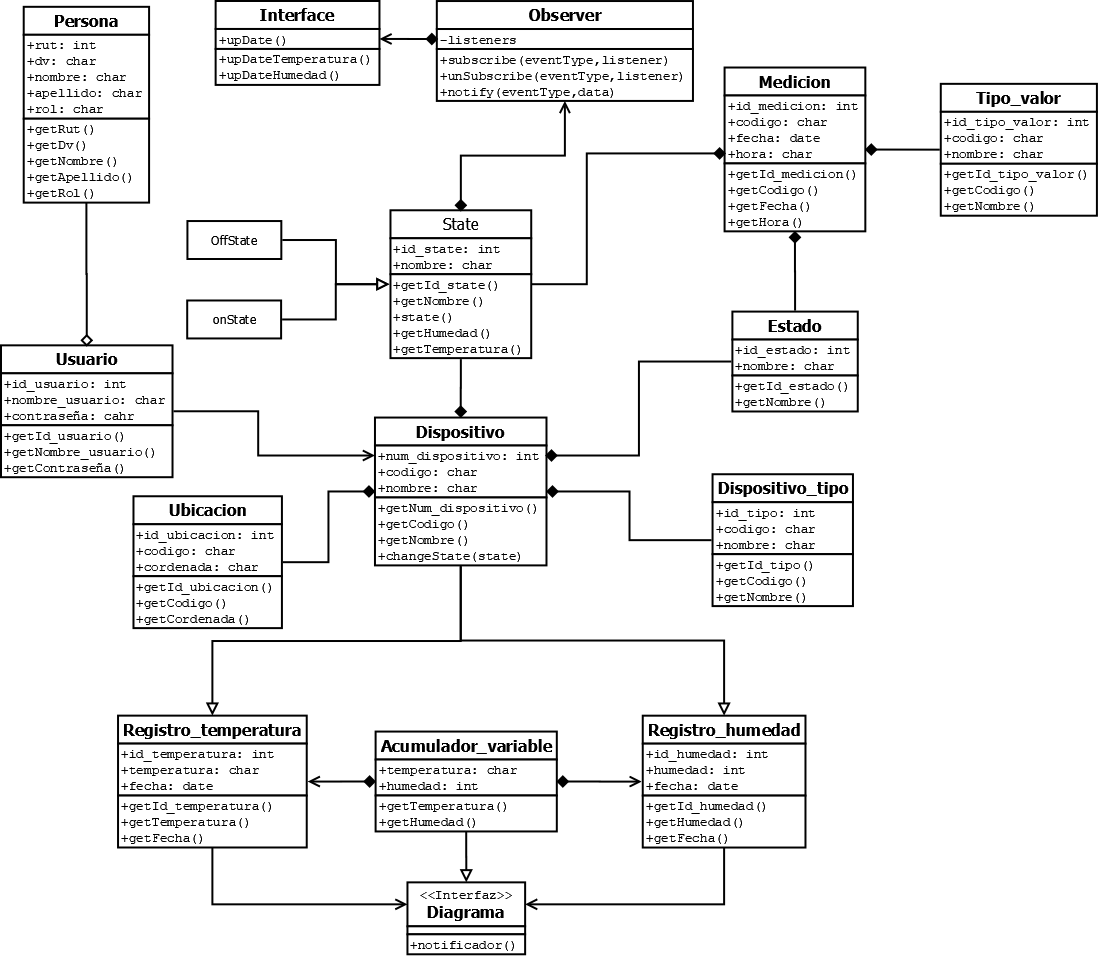 Persona
+rut: int
+dv: char
+nombre: char
+apellido: char
+rol: char
+getRut()
+getDv()
+getNombre()
+getApellido()
+getRol()
Interface
+upDate()
+upDateTemperatura()
+upDateHumedad()
Observer
-listeners
+subscribe(eventType,listener)
+unSubscribe(eventType,listener)
+notify(eventType,data)
Medicion
+id_medicion: int
+codigo: char
+fecha: date
+hora: char
+getId_medicion()
+getCodigo()
+getFecha()
+getHora()
Tipo_valor
+id_tipo_valor: int
+codigo: char
+nombre: char
+getId_tipo_valor()
+getCodigo()
+getNombre()
OffState
onState
State
+id_state: int
+nombre: char
+getId_state()
+getNombre()
+state()
+getHumedad()
+getTemperatura()
Estado
+id_estado: int
+nombre: char
+getId_estado()
+getNombre()
Usuario
+id_usuario: int
+nombre_usuario: char
+contraseña: cahr
+getId_usuario()
+getNombre_usuario()
+getContraseña()
Dispositivo
+num_dispositivo: int
+codigo: char
+nombre: char
+getNum_dispositivo()
+getCodigo()
+getNombre()
+changeState(state)
Dispositivo_tipo
+id_tipo: int
+codigo: char
+nombre: char
+getId_tipo()
+getCodigo()
+getNombre()
Ubicacion
+id_ubicacion: int
+codigo: char
+cordenada: char
+getId_ubicacion()
+getCodigo()
+getCordenada()
Registro_temperatura
+id_temperatura: int
+temperatura: char
+fecha: date
+getId_temperatura()
+getTemperatura()
+getFecha()
Acumulador_variable
+temperatura: char
+humedad: int
+getTemperatura()
+getHumedad()
Registro_humedad
+id_humedad: int
+humedad: int
+fecha: date
+getId_humedad()
+getHumedad()
+getFecha()
<<Interfaz>>
Diagrama
+notificador()